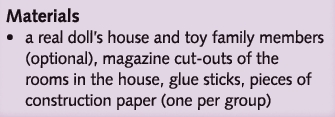 Materials
• a real doll's house and toy family members
(optional), magazine cut-outs of the
rooms in the house, glue sticks, pieces of
construction paper (one per group)